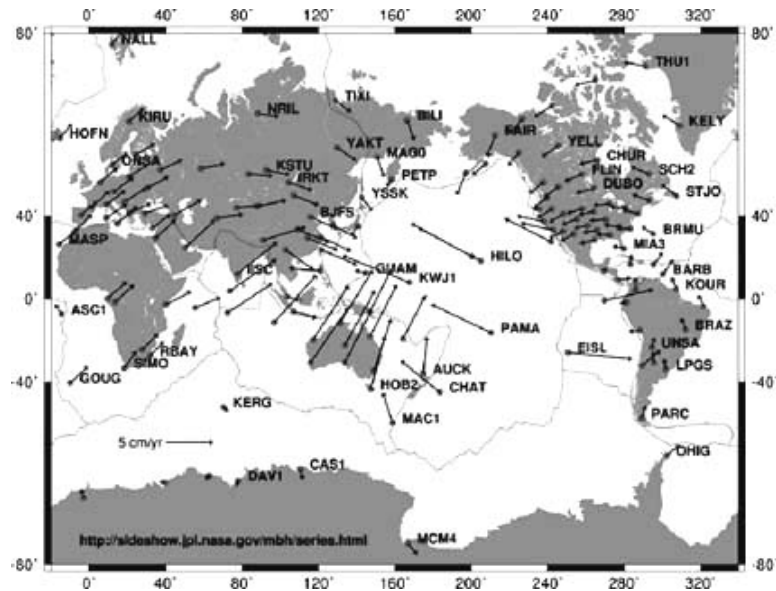 0' 40' 80' 120' 160' 200' 240' 280' 320'
80' 80'
NALL
THU1
TIXI
NRIL
BILI
KIRU
KELY
HOFN
FAIR
YAKT
YELL
MAG0
ONSA
CHUR
KSTU
PETP
FLIN
SCH2
IRKT
DUBO
YSSK
STJO
40' 40'
BJFS
BRMU
MASP
MIA3
HILO
IISC
GUAM
KWJ1
BARB
KOUR
0' 0'
ASC1
PAMA
BRAZ
RBAY
EISL
UNSA
SIMO
AUCK
LPGS
GOUG
HOB2
CHAT
-40' -40'
KERG
MAC1
PARC
5 cm/yr
OHIG
CAS1
DAV1
http://sideshow.jpl.nasa.gov/mbh/series.html
MCM4
-80' -80'
0' 40' 80' 120' 160' 200' 240' 280' 320'